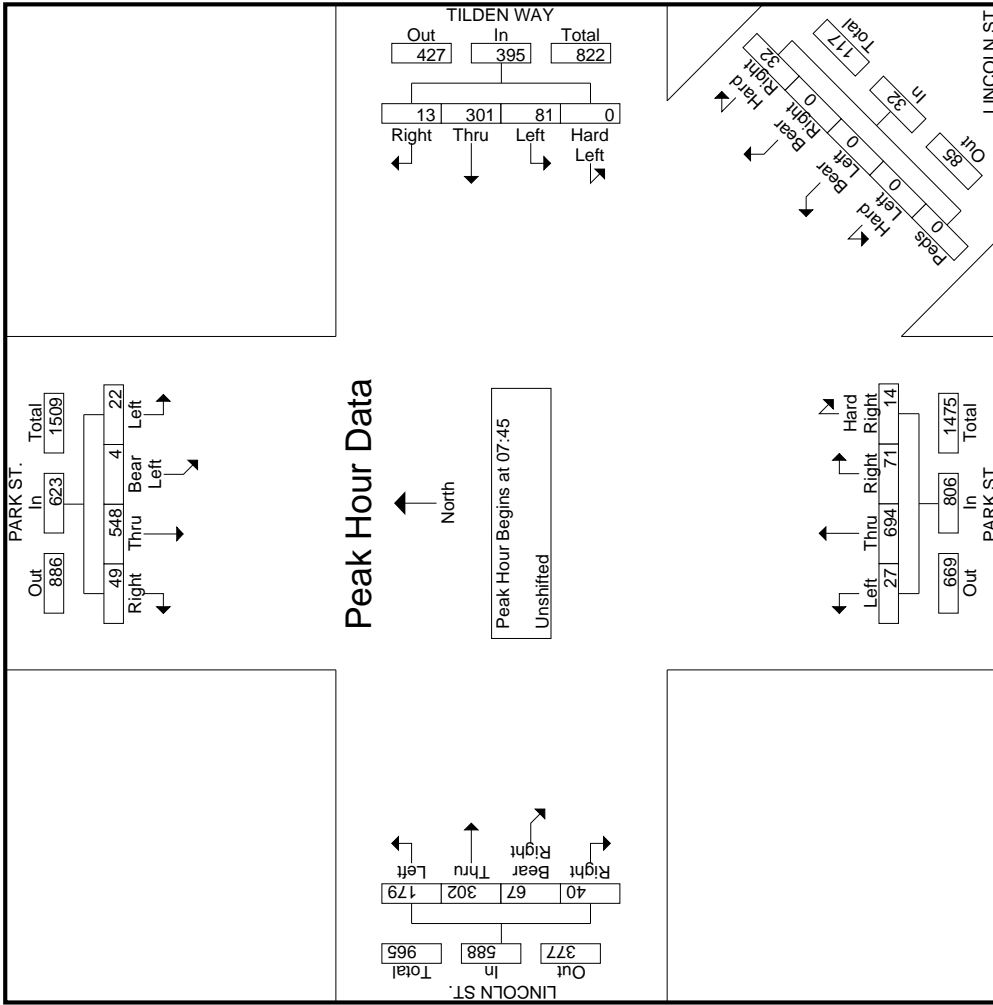 TILDEN WAY
Out In Total
427 395 822
13 301 81 0
Right Thru Left Hard Left
LINCOLN ST.
Total 117
In 32
Out 85
32 0 0 0 0
Hard Right
Bear Right
Bear Left
Hard Left
Peds
PARK ST.
Out In Total
886 623 1509
49 548 4 22
Right Thru Bear Left Left
Peak Hour Data
North
Peak Hour Begins at 07:45
Unshifted
Left Thru Right Hard Right
27 694 71 14
669 806 1475
Out In Total
PARK ST.
Left Thru Bear Right Right
179 302 67 40
965 588 377
Total In Out
LINCOLN ST.